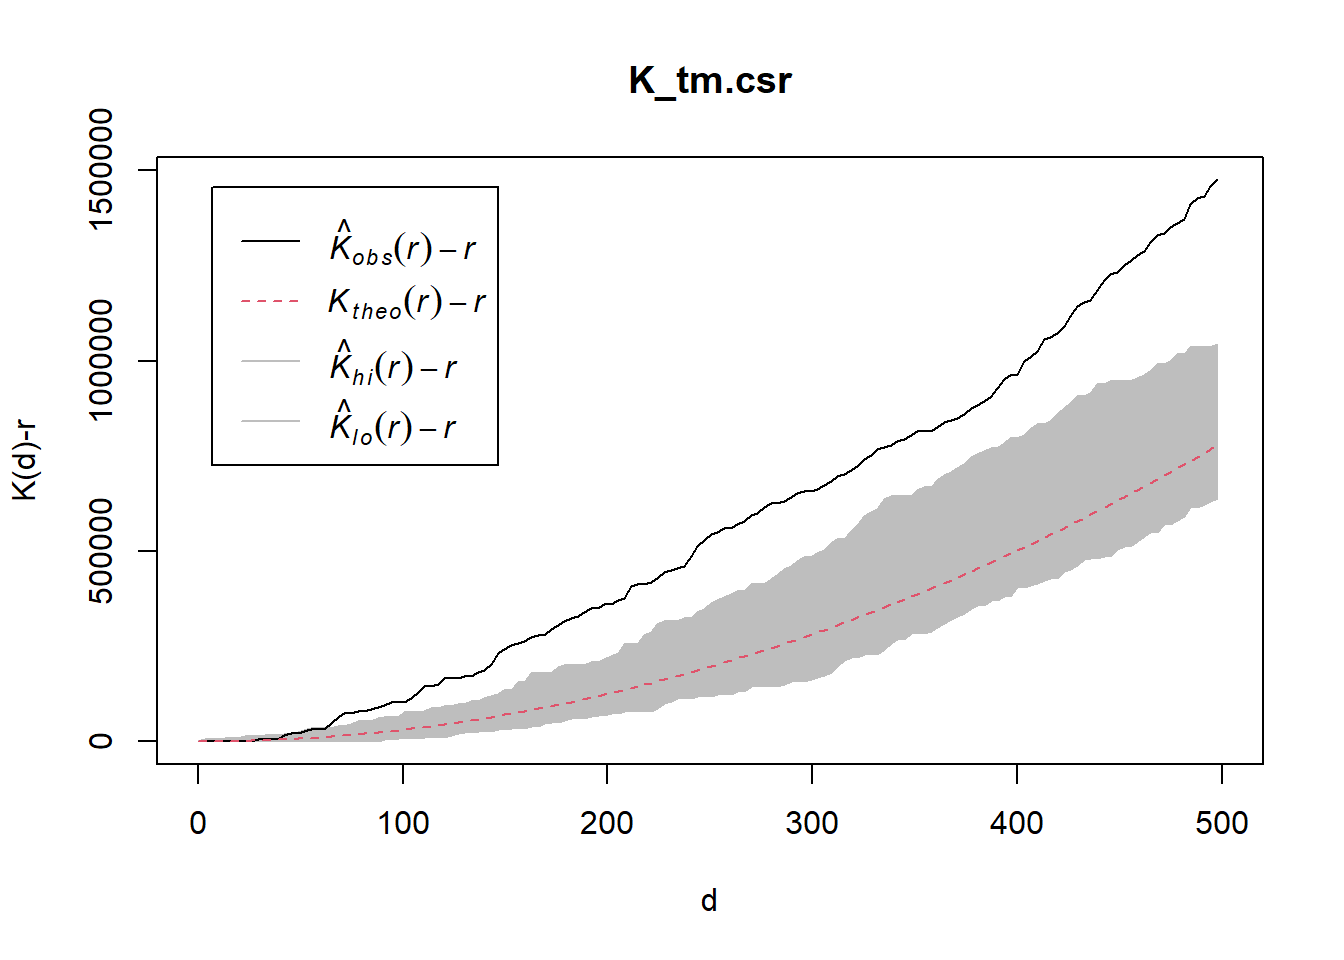 K_tm.csr
K(d)-r
1500000
1000000
500000
0
K̂obs(r) − r
Ktheo(r) − r
K̂hi(r) − r
K̂lo(r) − r
0 100 200 300 400 500
d